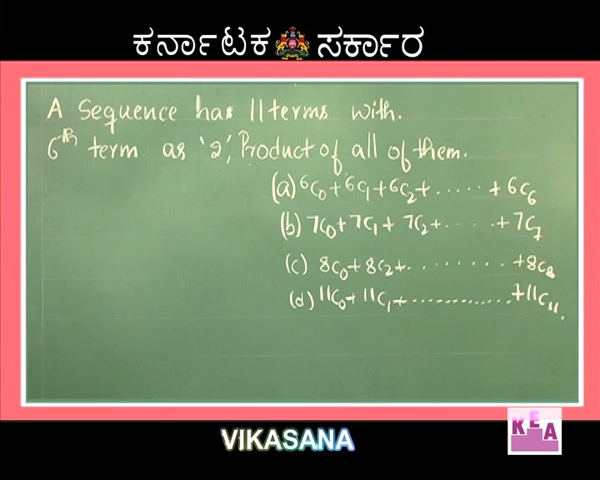 ಕರ್ನಾಟಕ ಸರ್ಕಾರ
A Sequence has 11 terms with.
6th term as '2', Product of all of them.
(a) 6C0 + 6C1 + 6C2 + ..... + 6C6
(b) 7C0 + 7C1 + 7C2 + ..... + 7C7
(c) 8C0 + 8C2 + ........ + 8C8
(d) 11C0 + 11C1 + ............ + 11C11.
KEA
VIKASANA